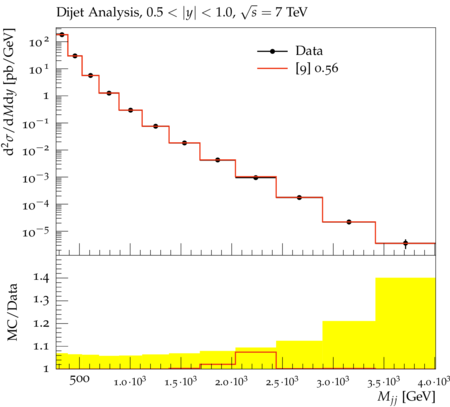 Dijet Analysis, 0.5 < |y| < 1.0, √s = 7 TeV
d²σ/dMdy [pb/GeV]
10²
10¹
1
10⁻¹
10⁻²
10⁻³
10⁻⁴
10⁻⁵
Data
[9] 0.56
MC/Data
1.4
1.3
1.2
1.1
1
500 1.0·10³ 1.5·10³ 2.0·10³ 2.5·10³ 3.0·10³ 3.5·10³ 4.0·10³
Mjj [GeV]